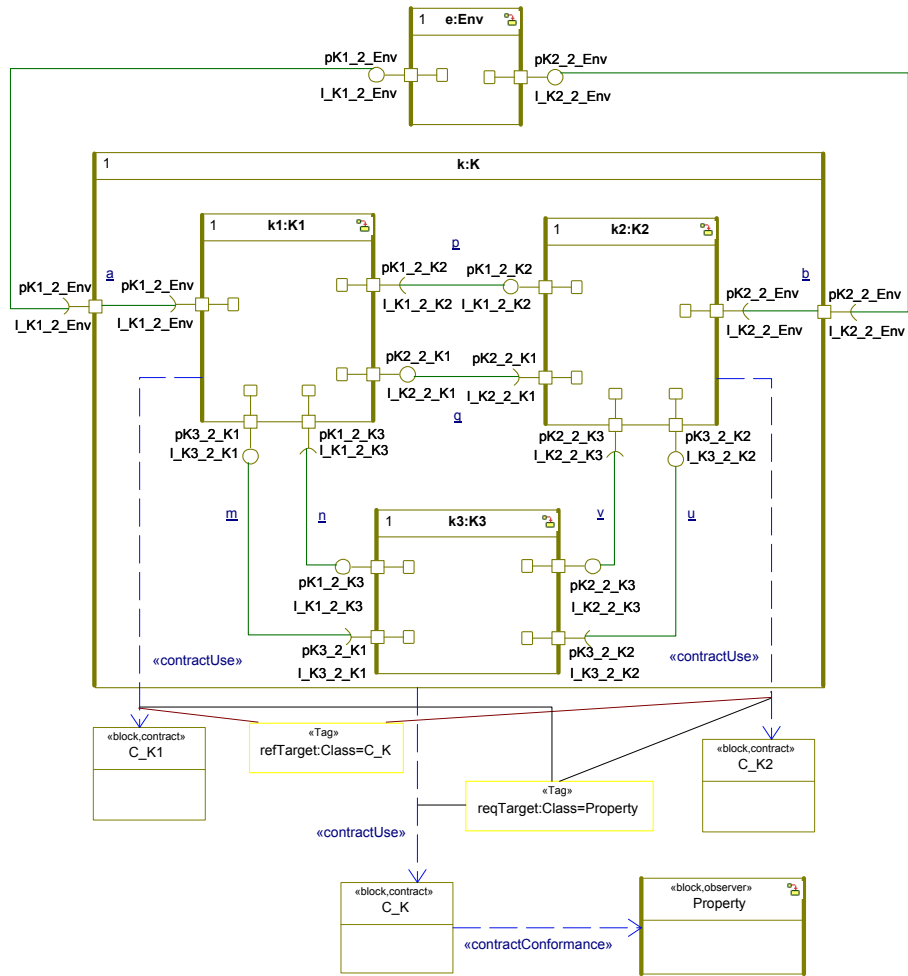 1
e:Env
pK1_2_Env
pK2_2_Env
I_K1_2_Env
I_K2_2_Env
1
k:K
1
k1:K1
1
k2:K2
p
pK1_2_K2
pK1_2_K2
I_K1_2_K2
I_K1_2_K2
a
b
pK1_2_Env
pK1_2_Env
I_K1_2_Env
I_K1_2_Env
pK2_2_Env
pK2_2_Env
I_K2_2_Env
I_K2_2_Env
pK2_2_K1
pK2_2_K1
I_K2_2_K1
I_K2_2_K1
q
pK3_2_K1
pK1_2_K3
I_K3_2_K1
I_K1_2_K3
pK2_2_K3
pK3_2_K2
I_K2_2_K3
I_K3_2_K2
m
n
v
u
1
k3:K3
pK1_2_K3
I_K1_2_K3
pK2_2_K3
I_K2_2_K3
pK3_2_K1
I_K3_2_K1
pK3_2_K2
I_K3_2_K2
«contractUse»
«contractUse»
«block,contract»
C_K1
«Tag»
refTarget:Class=C_K
«block,contract»
C_K2
«Tag»
reqTarget:Class=Property
«contractUse»
«block,contract»
C_K
«block,observer»
Property
«contractConformance»